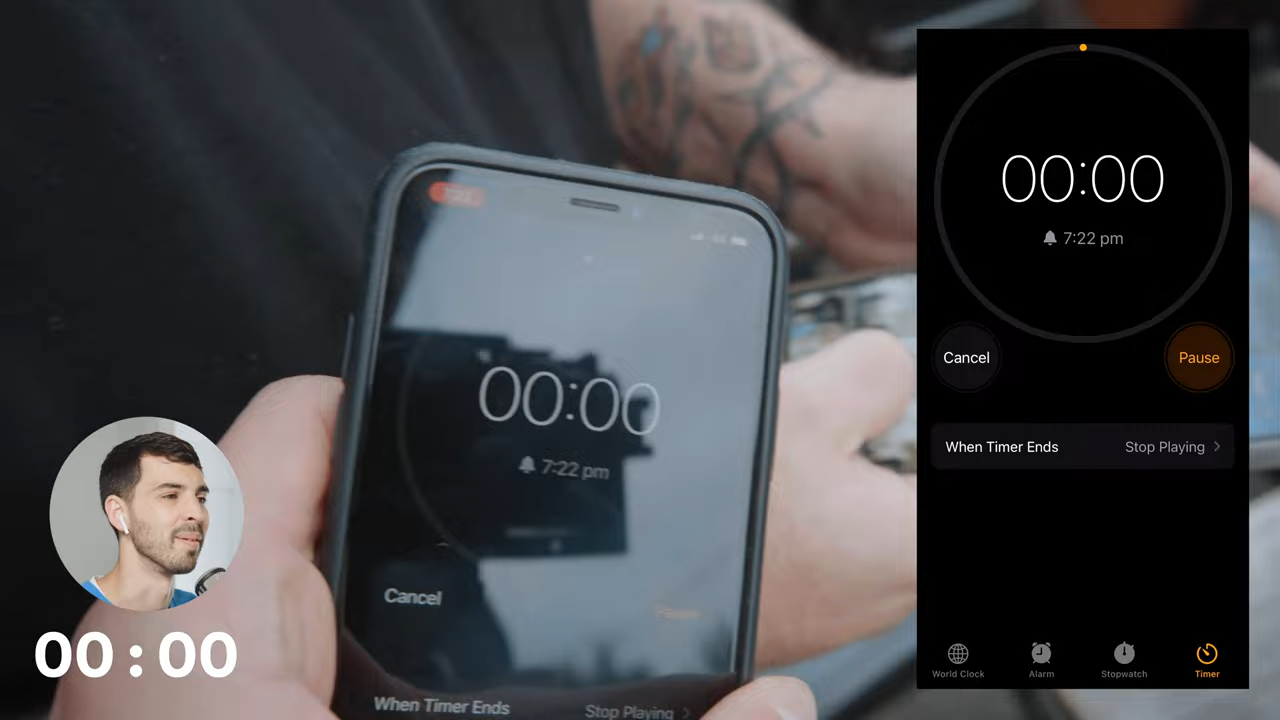 00:00
7:22 pm
Cancel
When Timer Ends
Stop Playing
00:00
7:22 pm
Cancel
Pause
When Timer Ends
Stop Playing
World Clock
Alarm
Stopwatch
Timer
00 : 00